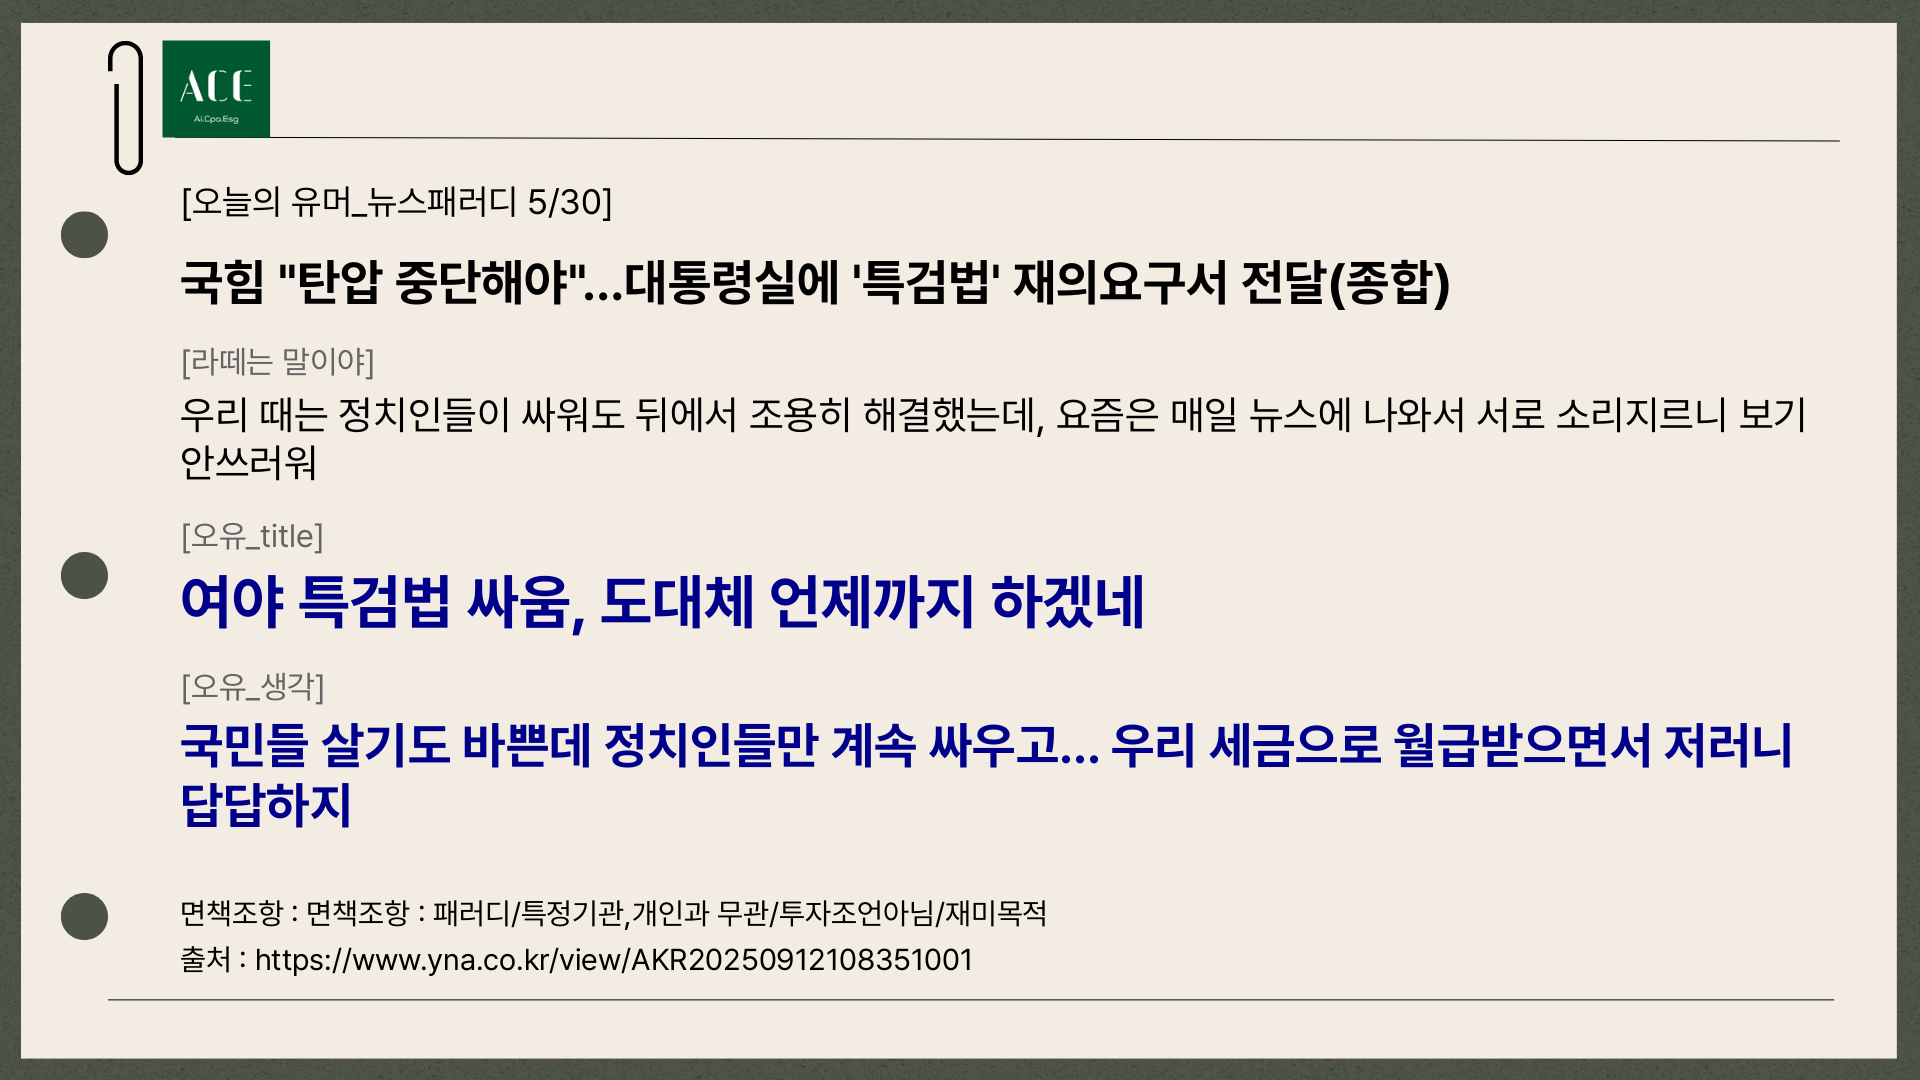 ACE
Ai.Cpa.Esg
[오늘의 유머_뉴스패러디 5/30]
국힘 "탄압 중단해야"...대통령실에 '특검법' 재의요구서 전달(종합)
[라떼는 말이야]
우리 때는 정치인들이 싸워도 뒤에서 조용히 해결했는데, 요즘은 매일 뉴스에 나와서 서로 소리지르니 보기
안쓰러워
[오유_title]
여야 특검법 싸움, 도대체 언제까지 하겠네
[오유_생각]
국민들 살기도 바쁜데 정치인들만 계속 싸우고... 우리 세금으로 월급받으면서 저러니
답답하지
면책조항 : 면책조항 : 패러디/특정기관,개인과 무관/투자조언아님/재미목적
출처 : https://www.yna.co.kr/view/AKR20250912108351001